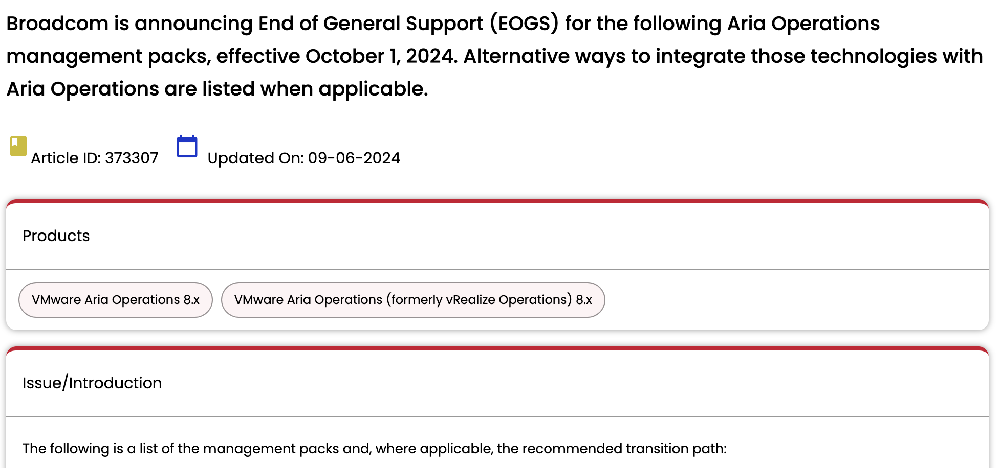 Broadcom is announcing End of General Support (EOGS) for the following Aria Operations
management packs, effective October 1, 2024. Alternative ways to integrate those technologies with
Aria Operations are listed when applicable.
Article ID: 373307 Updated On: 09-06-2024
Products
VMware Aria Operations 8.x VMware Aria Operations (formerly vRealize Operations) 8.x
Issue/Introduction
The following is a list of the management packs and, where applicable, the recommended transition path: